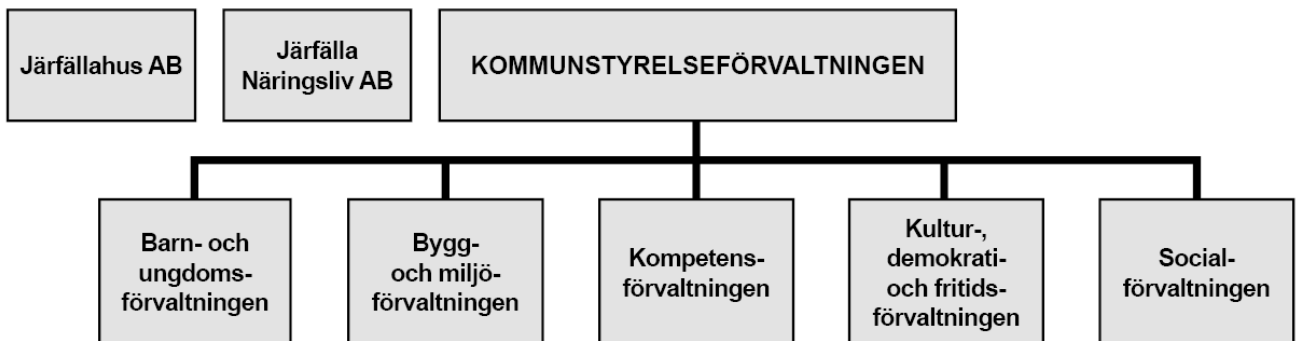 Järfällahus AB
Järfälla
Näringsliv AB
KOMMUNSTYRELSEFÖRVALTNINGEN
Barn- och
ungdoms-
förvaltningen
Bygg-
och miljö-
förvaltningen
Kompetens-
förvaltningen
Kultur-,
demokrati-
och fritids-
förvaltningen
Social-
förvaltningen